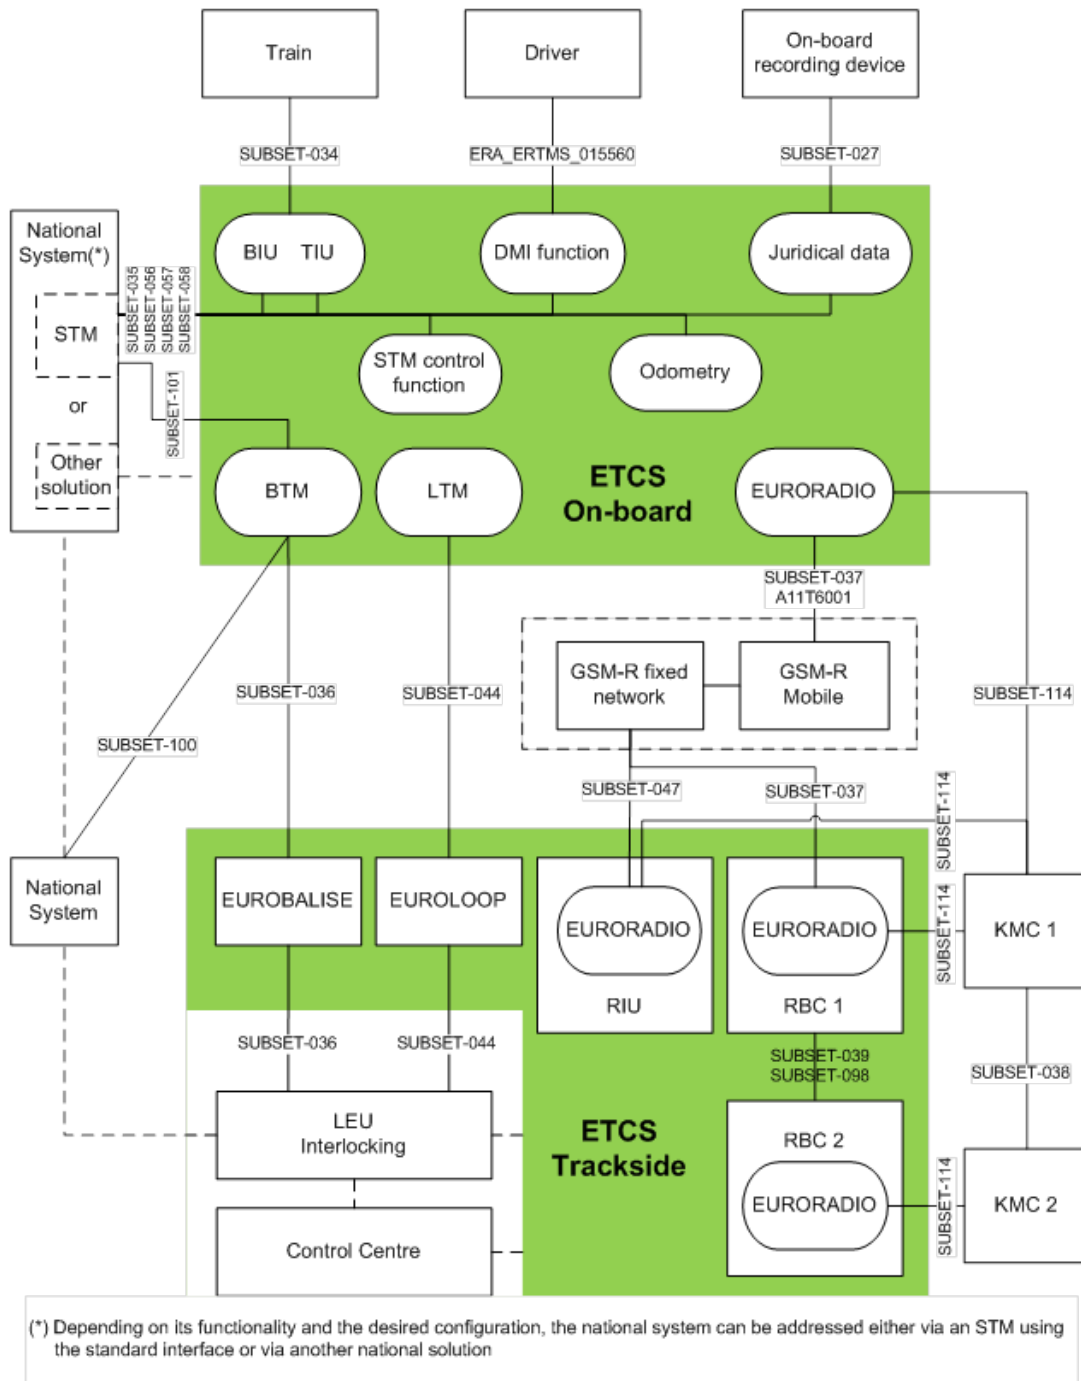 Train
Driver
On-board
recording device
SUBSET-034
ERA_ERTMS_015560
SUBSET-027
National
System(*)
BIU TIU
DMI function
Juridical data
SUBSET-035
SUBSET-056
SUBSET-057
SUBSET-058
STM
STM control
function
Odometry
or
SUBSET-101
Other
solution
BTM
LTM
ETCS
On-board
EURORADIO
SUBSET-037
A11T6001
GSM-R fixed
network
GSM-R
Mobile
SUBSET-036
SUBSET-044
SUBSET-114
SUBSET-100
SUBSET-047
SUBSET-037
SUBSET-114
National
System
EUROBALISE
EUROLOOP
EURORADIO
RIU
EURORADIO
RBC 1
SUBSET-114
KMC 1
SUBSET-036
SUBSET-044
SUBSET-039
SUBSET-098
SUBSET-038
LEU
Interlocking
ETCS
Trackside
RBC 2
EURORADIO
SUBSET-114
KMC 2
Control Centre
(*) Depending on its functionality and the desired configuration, the national system can be addressed either via an STM using
the standard interface or via another national solution